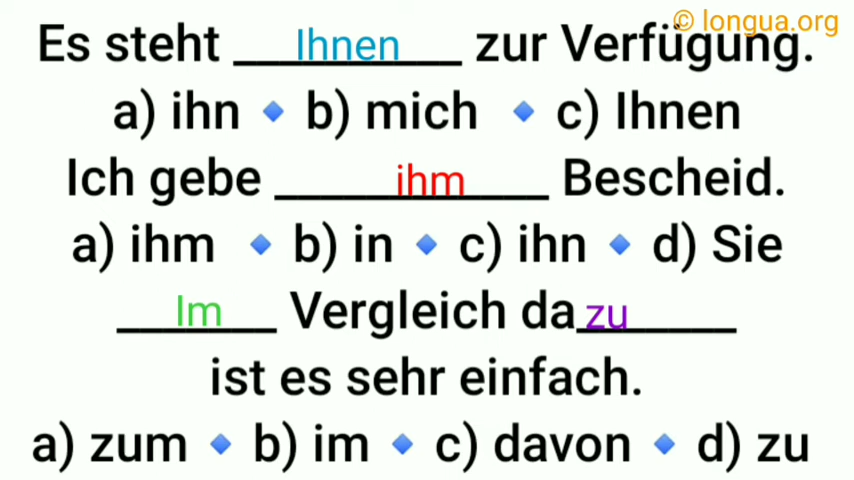 © longua.org
Es steht Ihnen zur Verfügung.
a) ihn 🔹 b) mich 🔹 c) Ihnen
Ich gebe ihm Bescheid.
a) ihm 🔹 b) in 🔹 c) ihn 🔹 d) Sie
Im Vergleich dazu
ist es sehr einfach.
a) zum 🔹 b) im 🔹 c) davon 🔹 d) zu